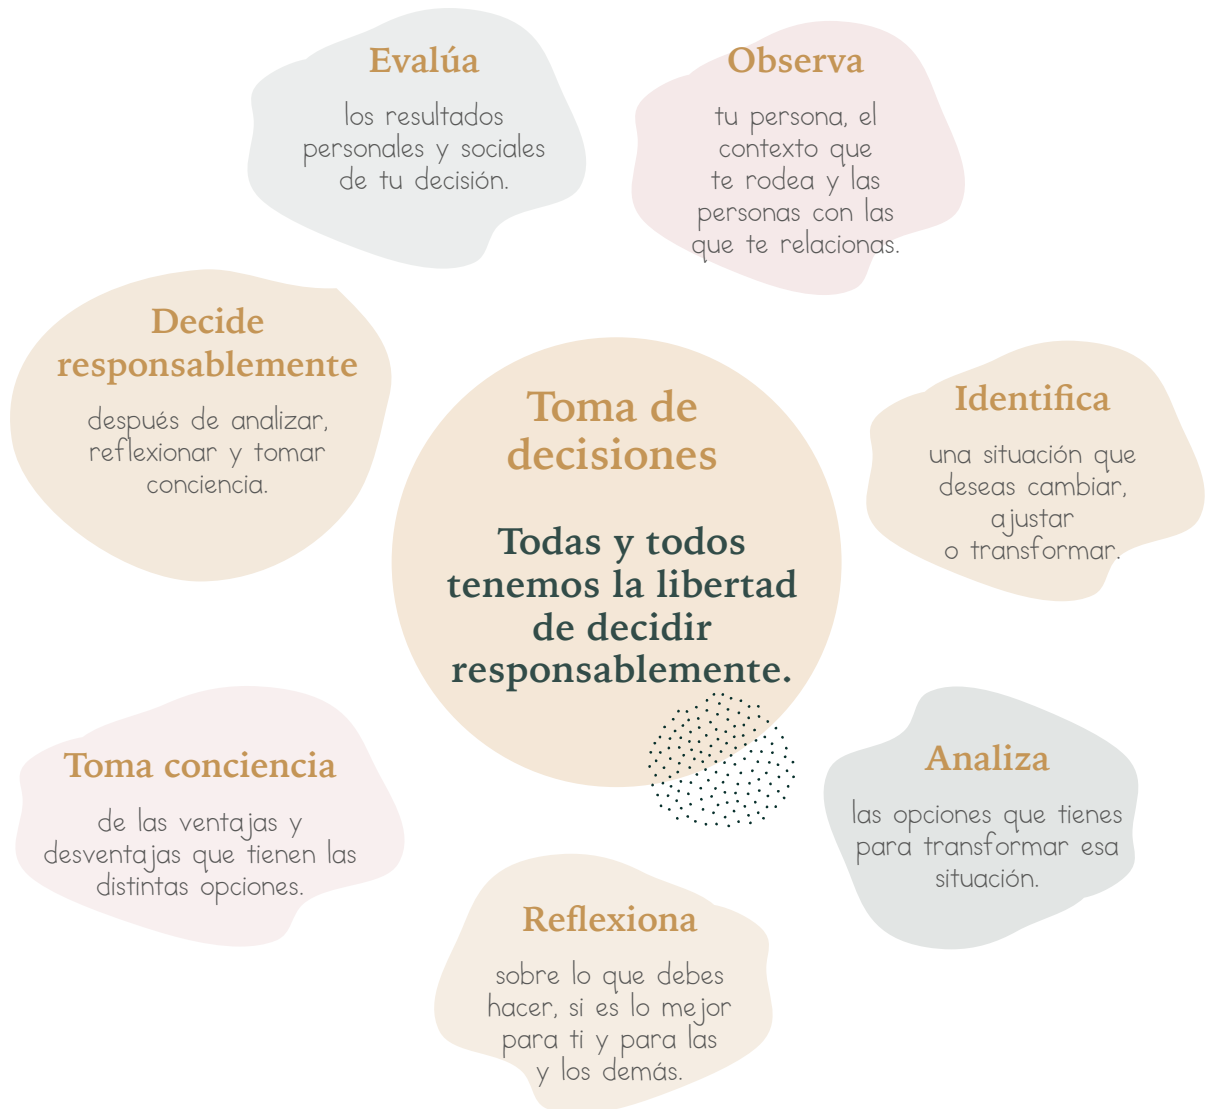 Evalúa
los resultados
personales y sociales
de tu decisión.
Observa
tu persona, el
contexto que
te rodea y las
personas con las
que te relacionas.
Decide
responsablemente
después de analizar,
reflexionar y tomar
conciencia.
Toma de
decisiones
Todas y todos
tenemos la libertad
de decidir
responsablemente.
Identifica
una situación que
deseas cambiar,
ajustar
o transformar.
Toma conciencia
de las ventajas y
desventajas que tienen las
distintas opciones.
Analiza
las opciones que tienes
para transformar esa
situación.
Reflexiona
sobre lo que debes
hacer, si es lo mejor
para ti y para las
y los demás.